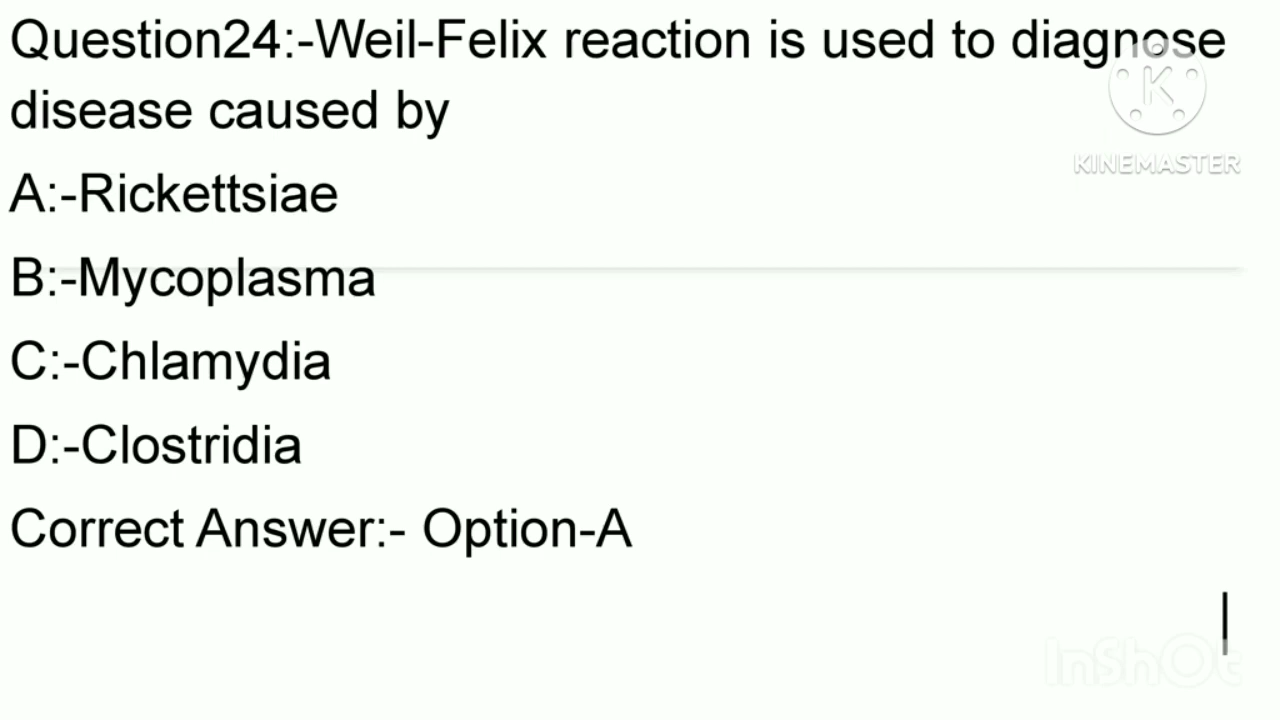 Question24:-Weil-Felix reaction is used to diagnose
disease caused by
K
KINEMASTER
A:-Rickettsiae
B:-Mycoplasma
C:-Chlamydia
D:-Clostridia
Correct Answer:- Option-A
InShOt